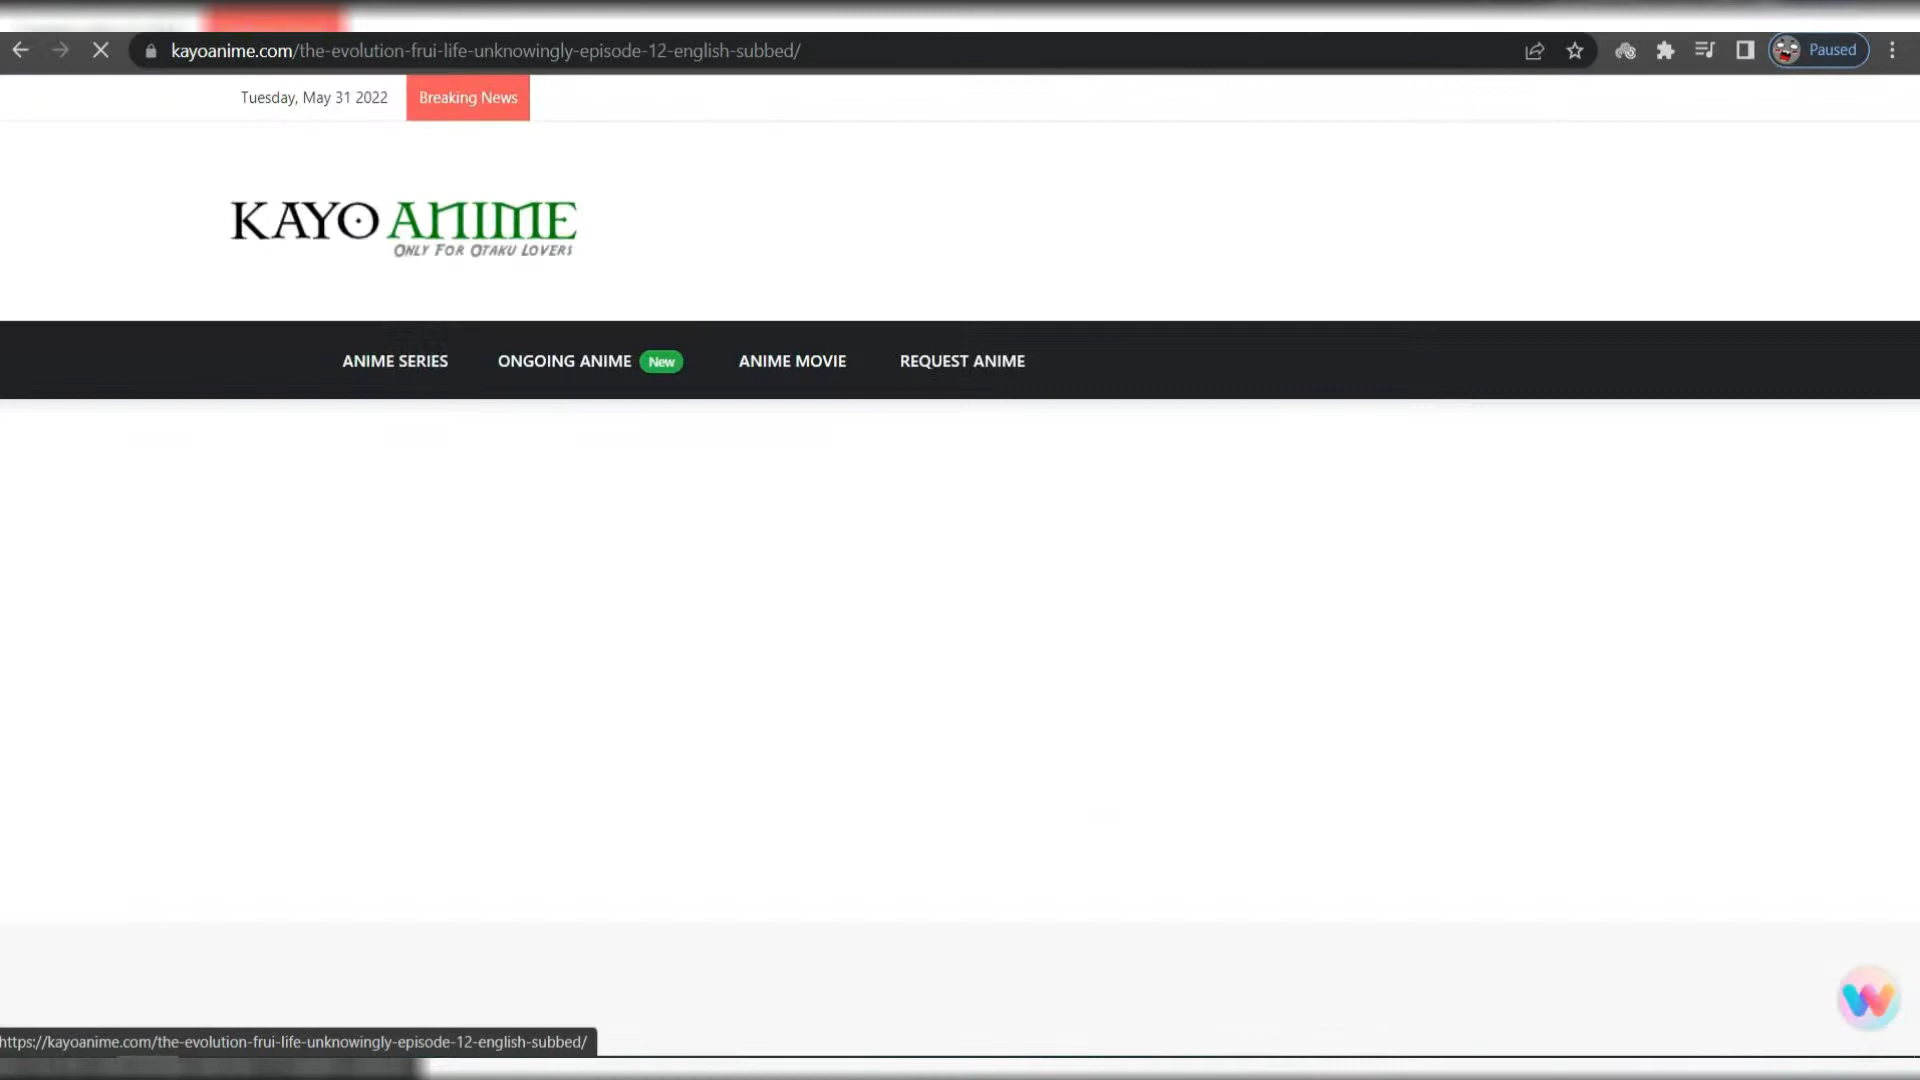 kayoanime.com/the-evolution-frui-life-unknowingly-episode-12-english-subbed/
Paused
Tuesday, May 31 2022
Breaking News
KAYO ANIME
ONLY FOR OTAKU LOVERS
ANIME SERIES
ONGOING ANIME New
ANIME MOVIE
REQUEST ANIME
https://kayoanime.com/the-evolution-frui-life-unknowingly-episode-12-english-subbed/